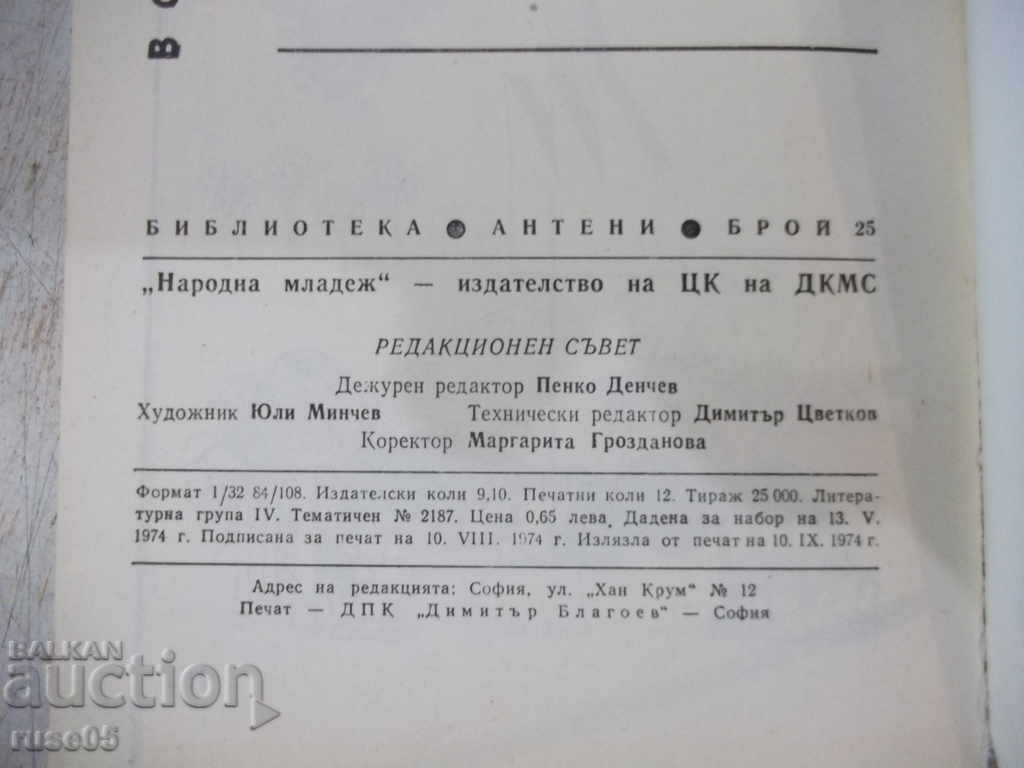 БИБЛИОТЕКА ● АНТЕНИ ● БРОЙ 25
„Народна младеж“ — издателство на ЦК на ДКМС
РЕДАКЦИОНЕН СЪВЕТ
Дежурен редактор Пенко Денчев
Художник Юли Минчев Технически редактор Димитър Цветков
Коректор Маргарита Грозданова
Формат 1/32 84/108. Издателски коли 9,10. Печатни коли 12. Тираж 25 000. Литера-
турна група IV. Тематичен № 2187. Цена 0,65 лева. Дадена за набор на 13. V.
1974 г. Подписана за печат на 10. VIII. 1974 г. Излязла от печат на 10. IX. 1974 г.
Адрес на редакцията: София, ул. „Хан Крум“ № 12
Печат — ДПК „Димитър Благоев“ — София
BALKAN
auction
ruse05